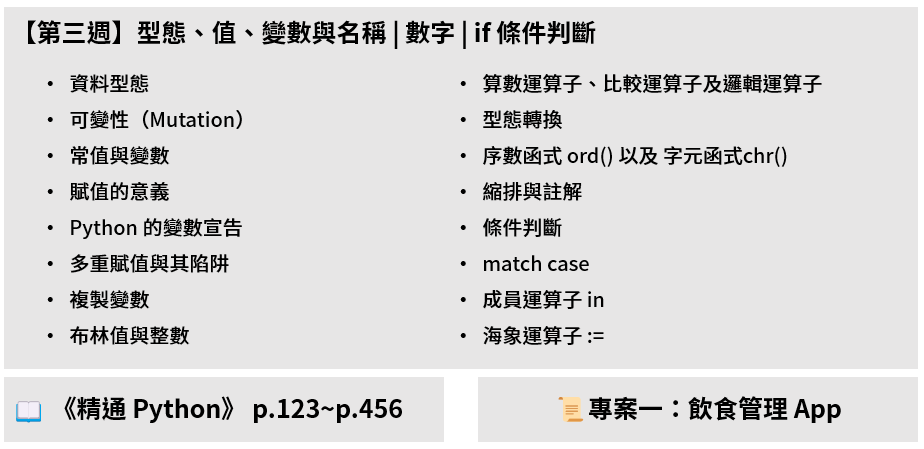 【第三週】型態、值、變數與名稱 | 數字 | if 條件判斷
• 資料型態
• 可變性（Mutation）
• 常值與變數
• 賦值的意義
• Python 的變數宣告
• 多重賦值與其陷阱
• 複製變數
• 布林值與整數
• 算數運算子、比較運算子及邏輯運算子
• 型態轉換
• 序數函式 ord() 以及 字元函式chr()
• 縮排與註解
• 條件判斷
• match case
• 成員運算子 in
• 海象運算子 :=
📖 《精通 Python》 p.123~p.456
📜專案一：飲食管理 App